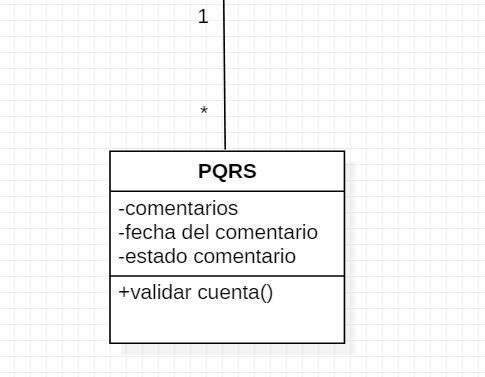 1
*
PQRS
-comentarios
-fecha del comentario
-estado comentario
+validar cuenta()